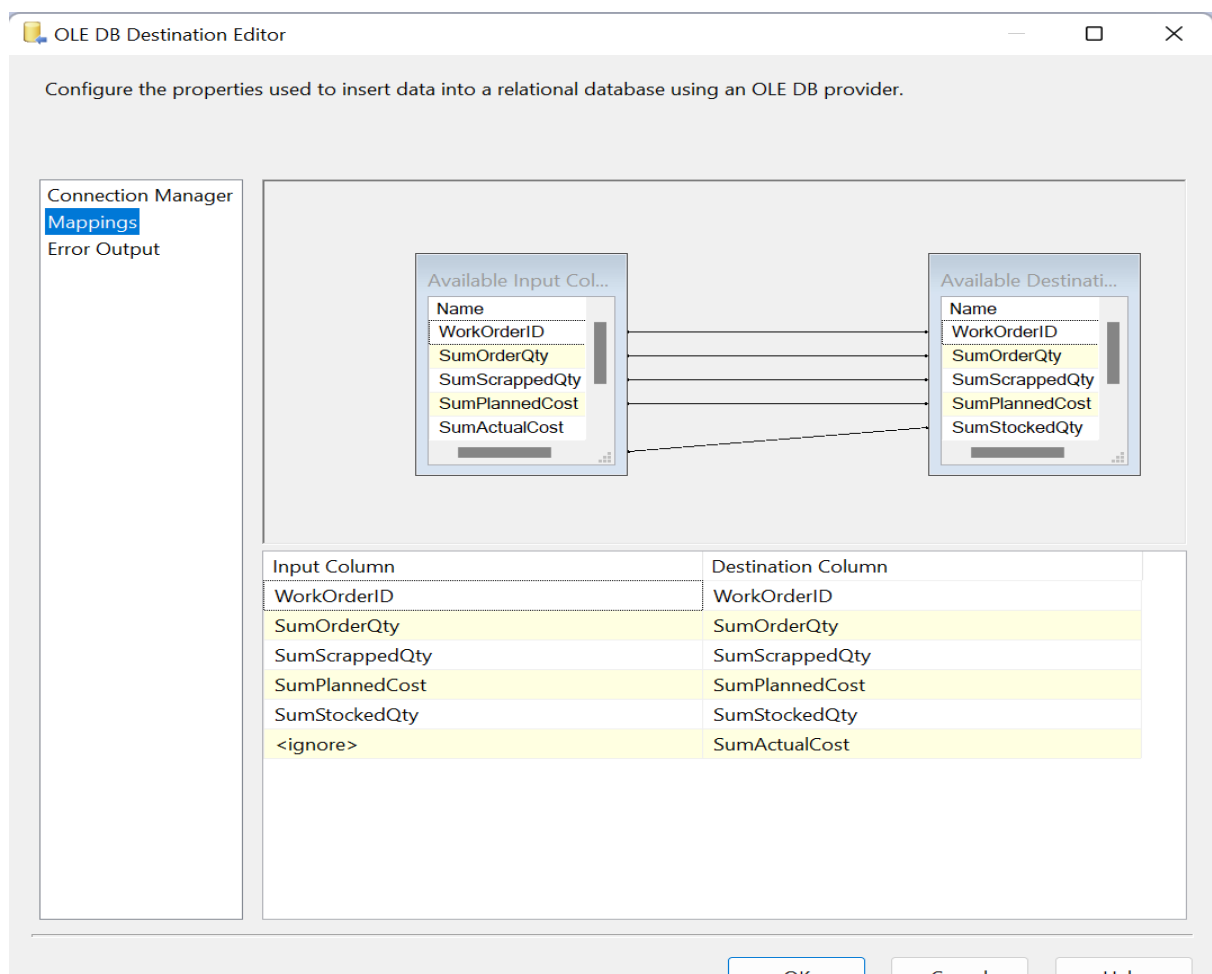 OLE DB Destination Editor
Configure the properties used to insert data into a relational database using an OLE DB provider.
Connection Manager
Mappings
Error Output
Available Input Col...
Name
WorkOrderID
SumOrderQty
SumScrappedQty
SumPlannedCost
SumActualCost
Available Destinati...
Name
WorkOrderID
SumOrderQty
SumScrappedQty
SumPlannedCost
SumStockedQty
Input Column Destination Column
WorkOrderID WorkOrderID
SumOrderQty SumOrderQty
SumScrappedQty SumScrappedQty
SumPlannedCost SumPlannedCost
SumStockedQty SumStockedQty
<ignore> SumActualCost